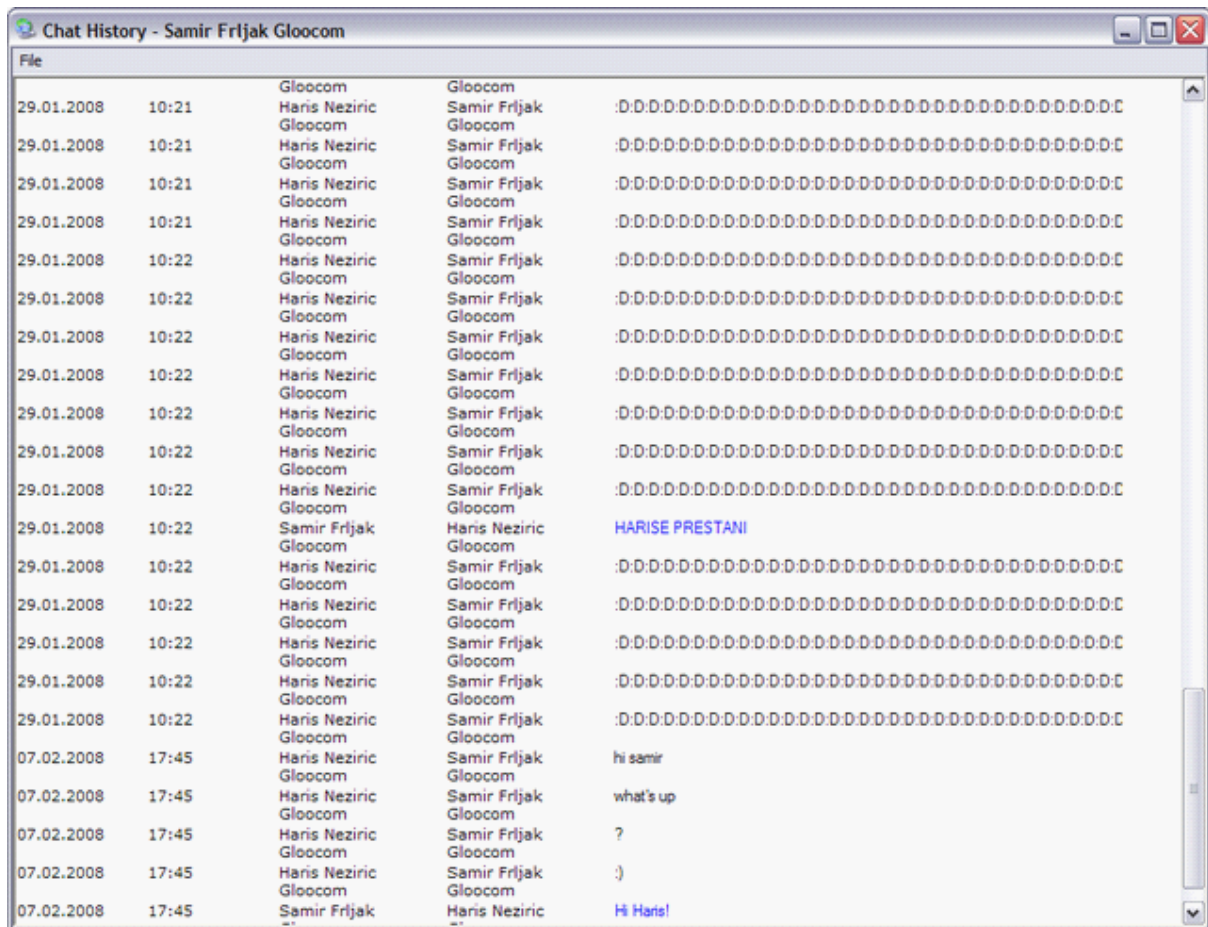 Chat History - Samir Frljak Gloocom
File
Gloocom Gloocom
29.01.2008 10:21 Haris Neziric Samir Frljak :D:D:D:D:D:D:D:D:D:D:D:D:D:D:D:D:D:D:D:D:D:D:D:D:D:D:D:D:D:D:D:D:D:D
Gloocom Gloocom
29.01.2008 10:21 Haris Neziric Samir Frljak :D:D:D:D:D:D:D:D:D:D:D:D:D:D:D:D:D:D:D:D:D:D:D:D:D:D:D:D:D:D:D:D:D:D
Gloocom Gloocom
29.01.2008 10:21 Haris Neziric Samir Frljak :D:D:D:D:D:D:D:D:D:D:D:D:D:D:D:D:D:D:D:D:D:D:D:D:D:D:D:D:D:D:D:D:D:D
Gloocom Gloocom
29.01.2008 10:21 Haris Neziric Samir Frljak :D:D:D:D:D:D:D:D:D:D:D:D:D:D:D:D:D:D:D:D:D:D:D:D:D:D:D:D:D:D:D:D:D:D
Gloocom Gloocom
29.01.2008 10:22 Haris Neziric Samir Frljak :D:D:D:D:D:D:D:D:D:D:D:D:D:D:D:D:D:D:D:D:D:D:D:D:D:D:D:D:D:D:D:D:D:D
Gloocom Gloocom
29.01.2008 10:22 Haris Neziric Samir Frljak :D:D:D:D:D:D:D:D:D:D:D:D:D:D:D:D:D:D:D:D:D:D:D:D:D:D:D:D:D:D:D:D:D:D
Gloocom Gloocom
29.01.2008 10:22 Haris Neziric Samir Frljak :D:D:D:D:D:D:D:D:D:D:D:D:D:D:D:D:D:D:D:D:D:D:D:D:D:D:D:D:D:D:D:D:D:D
Gloocom Gloocom
29.01.2008 10:22 Haris Neziric Samir Frljak :D:D:D:D:D:D:D:D:D:D:D:D:D:D:D:D:D:D:D:D:D:D:D:D:D:D:D:D:D:D:D:D:D:D
Gloocom Gloocom
29.01.2008 10:22 Haris Neziric Samir Frljak :D:D:D:D:D:D:D:D:D:D:D:D:D:D:D:D:D:D:D:D:D:D:D:D:D:D:D:D:D:D:D:D:D:D
Gloocom Gloocom
29.01.2008 10:22 Haris Neziric Samir Frljak :D:D:D:D:D:D:D:D:D:D:D:D:D:D:D:D:D:D:D:D:D:D:D:D:D:D:D:D:D:D:D:D:D:D
Gloocom Gloocom
29.01.2008 10:22 Haris Neziric Samir Frljak :D:D:D:D:D:D:D:D:D:D:D:D:D:D:D:D:D:D:D:D:D:D:D:D:D:D:D:D:D:D:D:D:D:D
Gloocom Gloocom
29.01.2008 10:22 Samir Frljak Haris Neziric HARISE PRESTANI
Gloocom Gloocom
29.01.2008 10:22 Haris Neziric Samir Frljak :D:D:D:D:D:D:D:D:D:D:D:D:D:D:D:D:D:D:D:D:D:D:D:D:D:D:D:D:D:D:D:D:D:D
Gloocom Gloocom
29.01.2008 10:22 Haris Neziric Samir Frljak :D:D:D:D:D:D:D:D:D:D:D:D:D:D:D:D:D:D:D:D:D:D:D:D:D:D:D:D:D:D:D:D:D:D
Gloocom Gloocom
29.01.2008 10:22 Haris Neziric Samir Frljak :D:D:D:D:D:D:D:D:D:D:D:D:D:D:D:D:D:D:D:D:D:D:D:D:D:D:D:D:D:D:D:D:D:D
Gloocom Gloocom
29.01.2008 10:22 Haris Neziric Samir Frljak :D:D:D:D:D:D:D:D:D:D:D:D:D:D:D:D:D:D:D:D:D:D:D:D:D:D:D:D:D:D:D:D:D:D
Gloocom Gloocom
29.01.2008 10:22 Haris Neziric Samir Frljak :D:D:D:D:D:D:D:D:D:D:D:D:D:D:D:D:D:D:D:D:D:D:D:D:D:D:D:D:D:D:D:D:D:D
Gloocom Gloocom
07.02.2008 17:45 Haris Neziric Samir Frljak hi samir
Gloocom Gloocom
07.02.2008 17:45 Haris Neziric Samir Frljak what's up
Gloocom Gloocom
07.02.2008 17:45 Haris Neziric Samir Frljak ?
Gloocom Gloocom
07.02.2008 17:45 Haris Neziric Samir Frljak :)
Gloocom Gloocom
07.02.2008 17:45 Samir Frljak Haris Neziric Hi Haris!